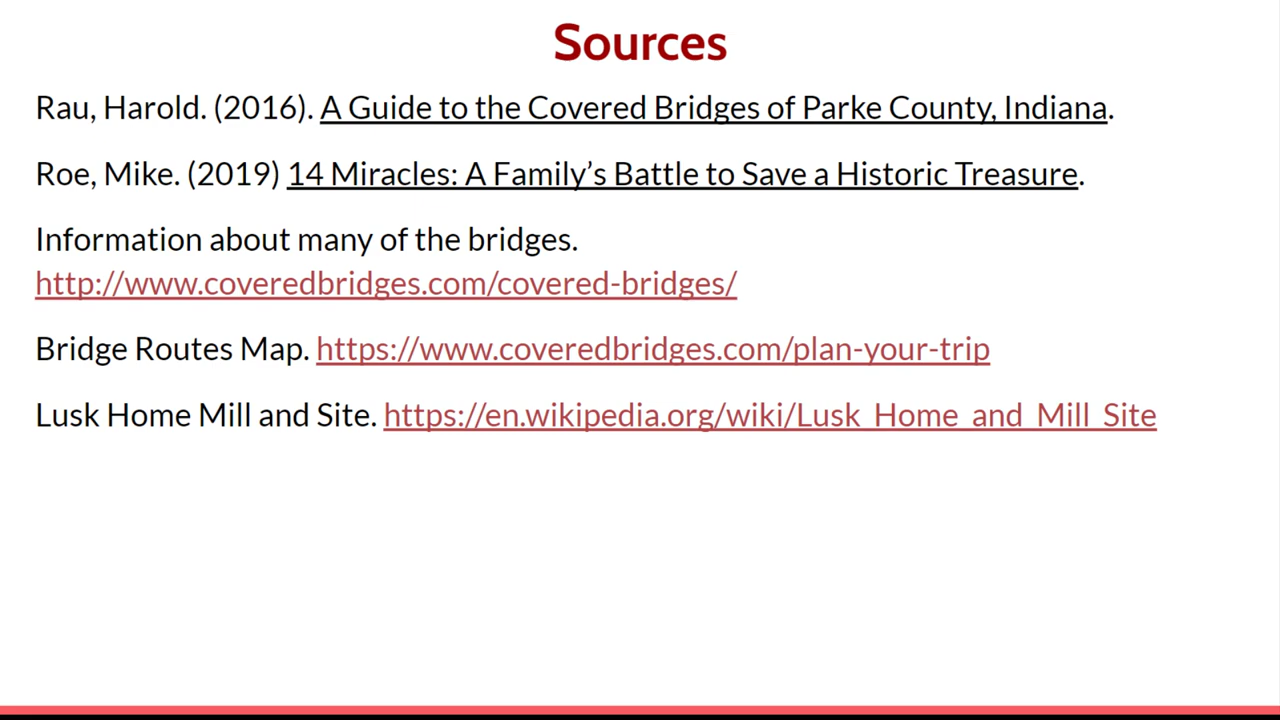 Sources
Rau, Harold. (2016). A Guide to the Covered Bridges of Parke County, Indiana.
Roe, Mike. (2019) 14 Miracles: A Family’s Battle to Save a Historic Treasure.
Information about many of the bridges.
http://www.coveredbridges.com/covered-bridges/
Bridge Routes Map. https://www.coveredbridges.com/plan-your-trip
Lusk Home Mill and Site. https://en.wikipedia.org/wiki/Lusk_Home_and_Mill_Site